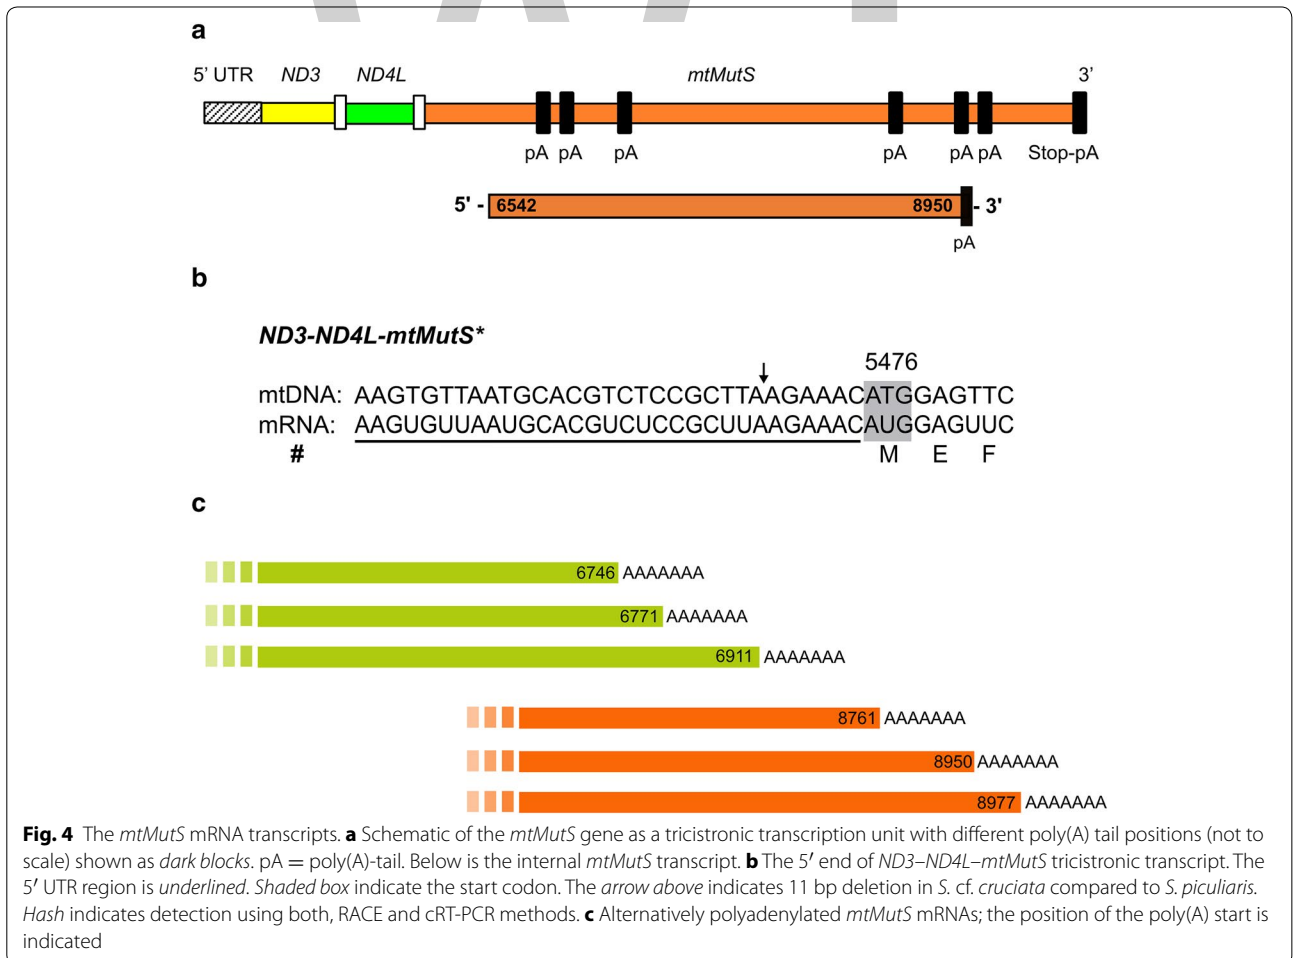 a
5’ UTR ND3 ND4L mtMutS 3’
pA pA pA pA pA pA Stop-pA
5' - 6542 8950 - 3'
pA
b
ND3-ND4L-mtMutS*
5476
mtDNA: AAGTGTTAATGCACGTCTCCGCTTAAGAAACATGGAGTTC
mRNA: AAGUGUUAAUGCACGUCUCCGCUUAAGAAACAUGGAGUUC
# M E F
c
6746 AAAAAAA
6771 AAAAAAA
6911 AAAAAAA
8761 AAAAAAA
8950 AAAAAAA
8977 AAAAAAA
Fig. 4 The mtMutS mRNA transcripts. a Schematic of the mtMutS gene as a tricistronic transcription unit with different poly(A) tail positions (not to
scale) shown as dark blocks. pA = poly(A)-tail. Below is the internal mtMutS transcript. b The 5′ end of ND3–ND4L–mtMutS tricistronic transcript. The
5′ UTR region is underlined. Shaded box indicate the start codon. The arrow above indicates 11 bp deletion in S. cf. cruciata compared to S. piculiaris.
Hash indicates detection using both, RACE and cRT-PCR methods. c Alternatively polyadenylated mtMutS mRNAs; the position of the poly(A) start is
indicated